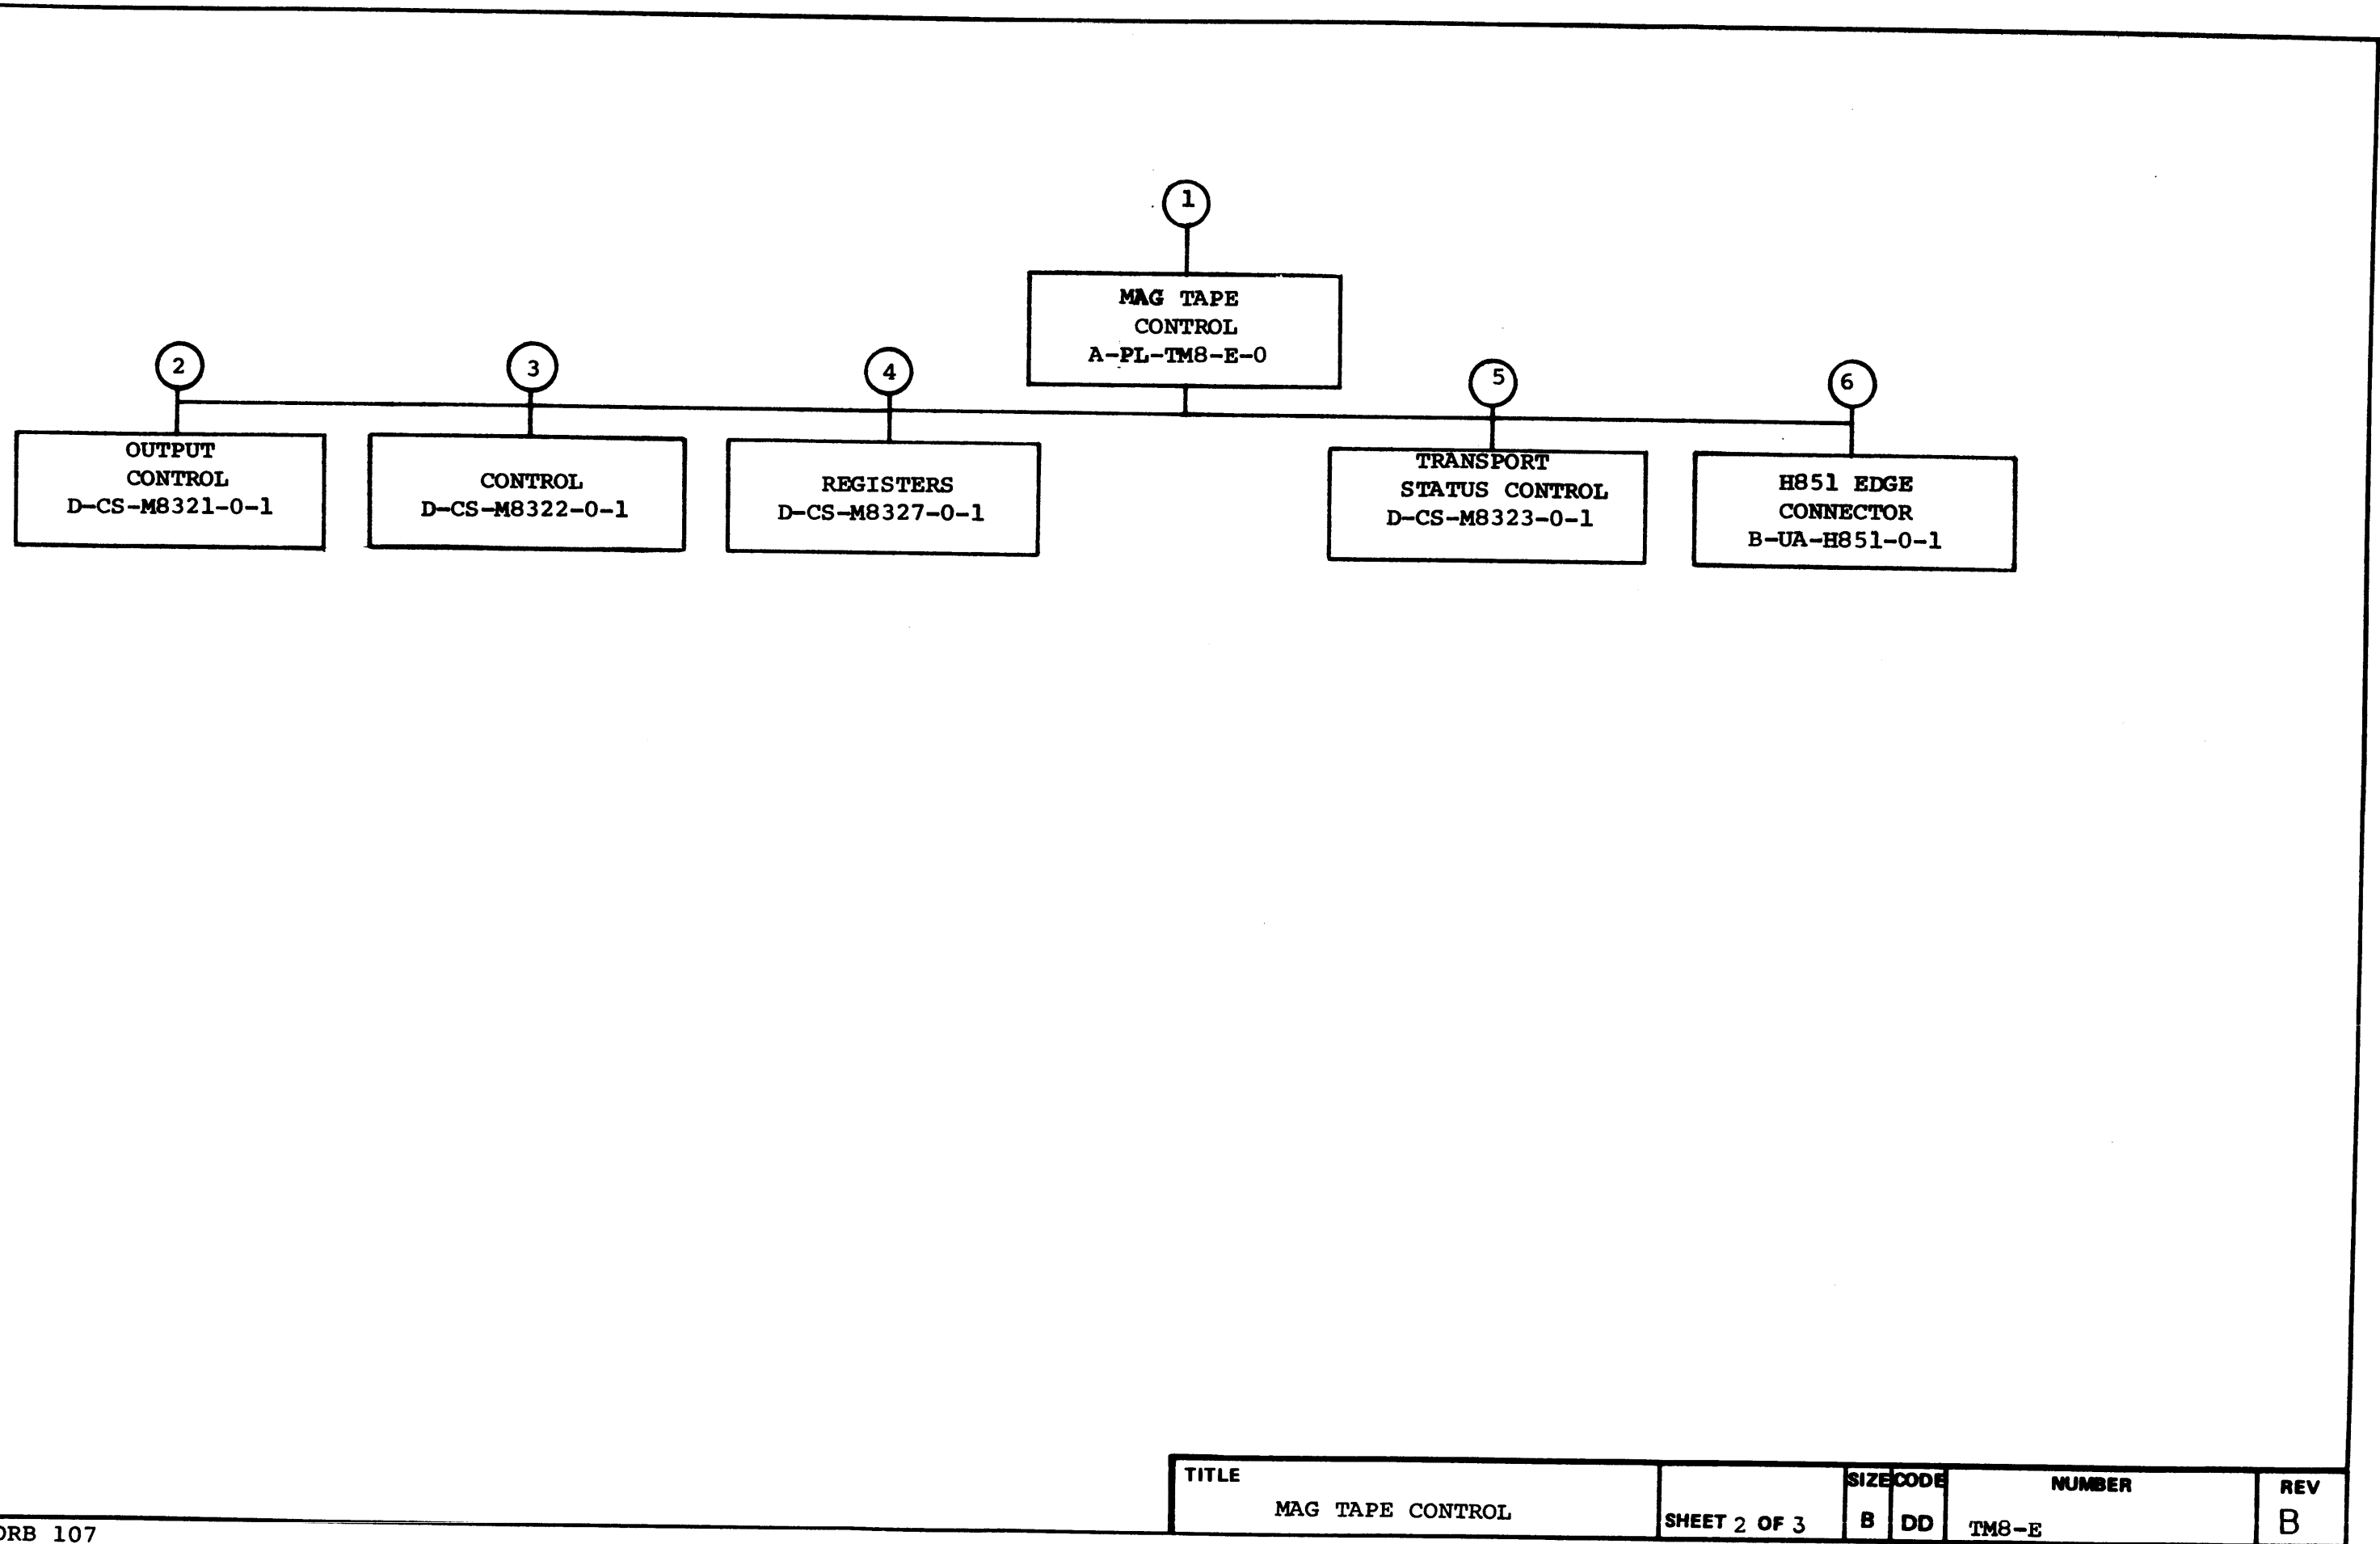 1
MAG TAPE
CONTROL
A-PL-TM8-E-0
2
3
4
5
6
OUTPUT
CONTROL
D-CS-M8321-0-1
CONTROL
D-CS-M8322-0-1
REGISTERS
D-CS-M8327-0-1
TRANSPORT
STATUS CONTROL
D-CS-M8323-0-1
H851 EDGE
CONNECTOR
B-UA-H851-0-1
TITLE
MAG TAPE CONTROL
SHEET 2 OF 3
SIZE
B
CODE
DD
NUMBER
TM8-E
REV
B
DRB 107